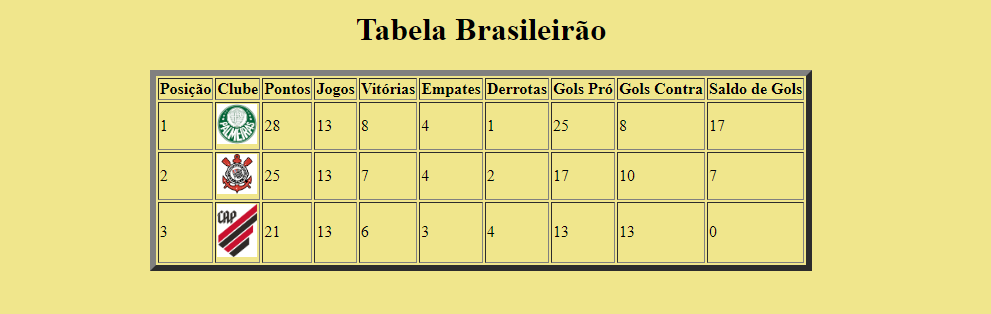 Tabela Brasileirão
Posição Clube Pontos Jogos Vitórias Empates Derrotas Gols Pró Gols Contra Saldo de Gols
1 PALMEIRAS 28 13 8 4 1 25 8 17
2 25 13 7 4 2 17 10 7
3 CAP 21 13 6 3 4 13 13 0